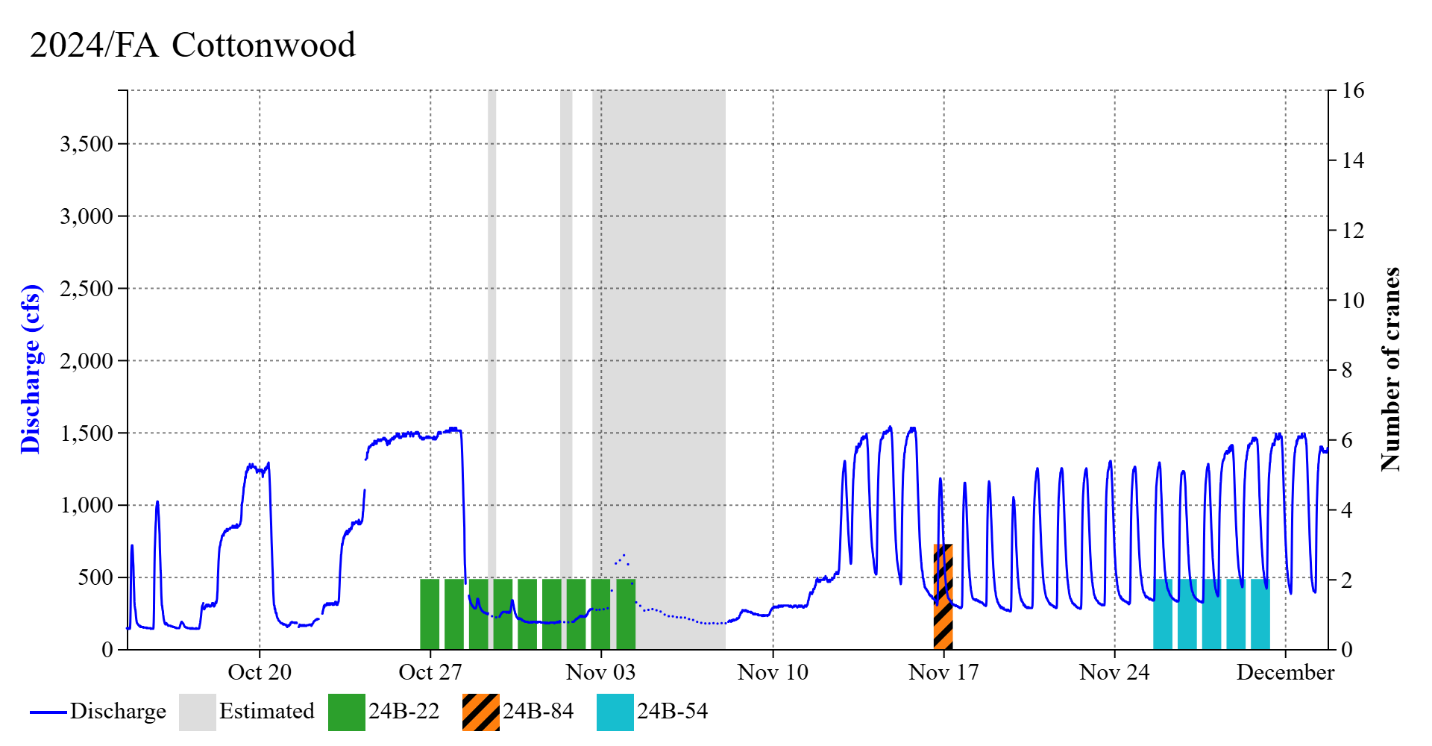 2024/FA Cottonwood
16
3,500
14
3,000
12
2,500
10
2,000
8
1,500
6
1,000
4
500
2
0
0
Discharge (cfs)
Number of cranes
Oct 20
Oct 27
Nov 03
Nov 10
Nov 17
Nov 24
December
Discharge
Estimated
24B-22
24B-84
24B-54